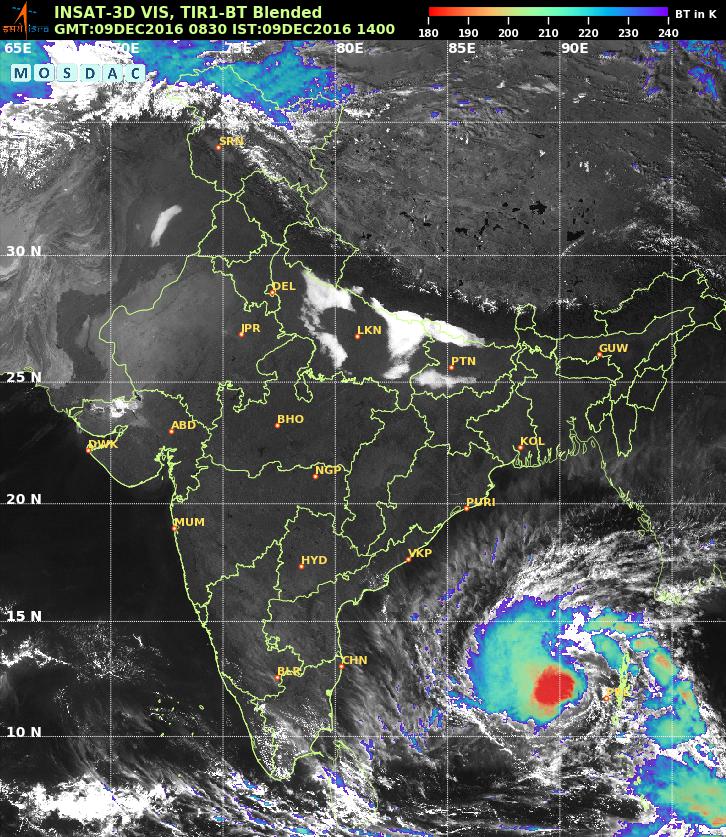 INSAT-3D VIS, TIR1-BT Blended
GMT:09DEC2016 0830 IST:09DEC2016 1400
BT in K
180 190 200 210 220 230 240
65E 70E 75E 80E 85E 90E
MOSDAC
SRN
30 N
DEL
JPR LKN
GUW
PTN
25 N
ABD BHO
DWK KOL
NGP
20 N PURI
MUM
VKP
HYD
15 N
CHN
BLR
10 N